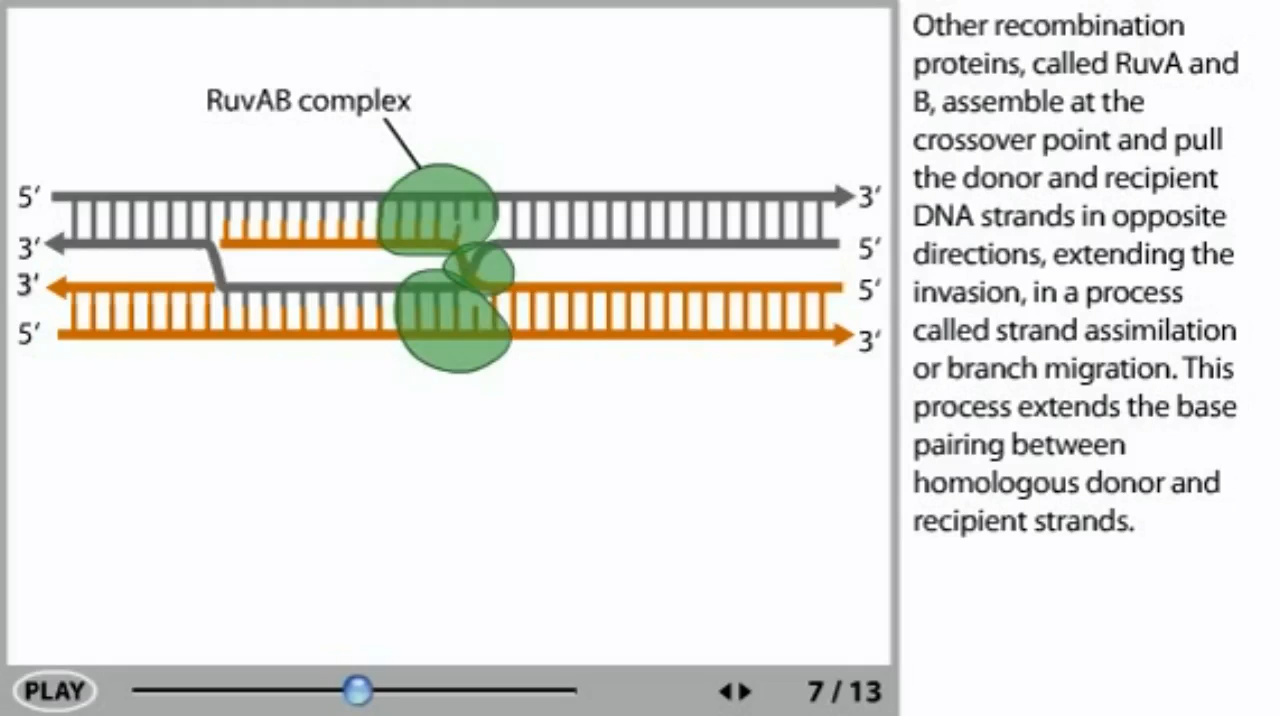 RuvAB complex
5′ 3′
3′ 5′
3′ 5′
5′ 3′
Other recombination
proteins, called RuvA and
B, assemble at the
crossover point and pull
the donor and recipient
DNA strands in opposite
directions, extending the
invasion, in a process
called strand assimilation
or branch migration. This
process extends the base
pairing between
homologous donor and
recipient strands.
PLAY 7 / 13